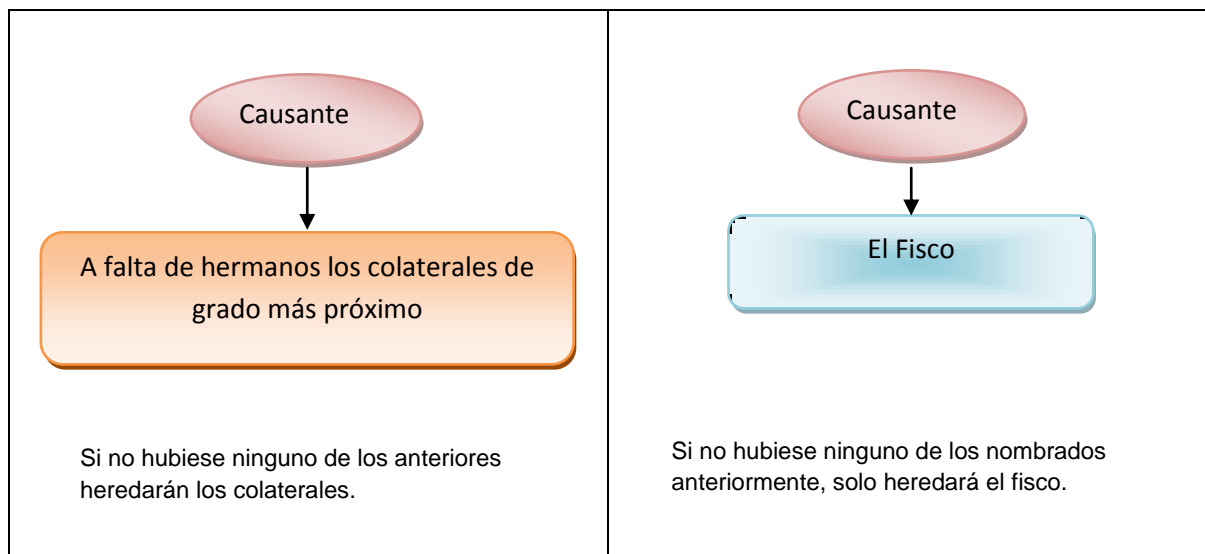 Causante
A falta de hermanos los colaterales de
grado más próximo
Si no hubiese ninguno de los anteriores
heredarán los colaterales.
Causante
El Fisco
Si no hubiese ninguno de los nombrados
anteriormente, solo heredará el fisco.